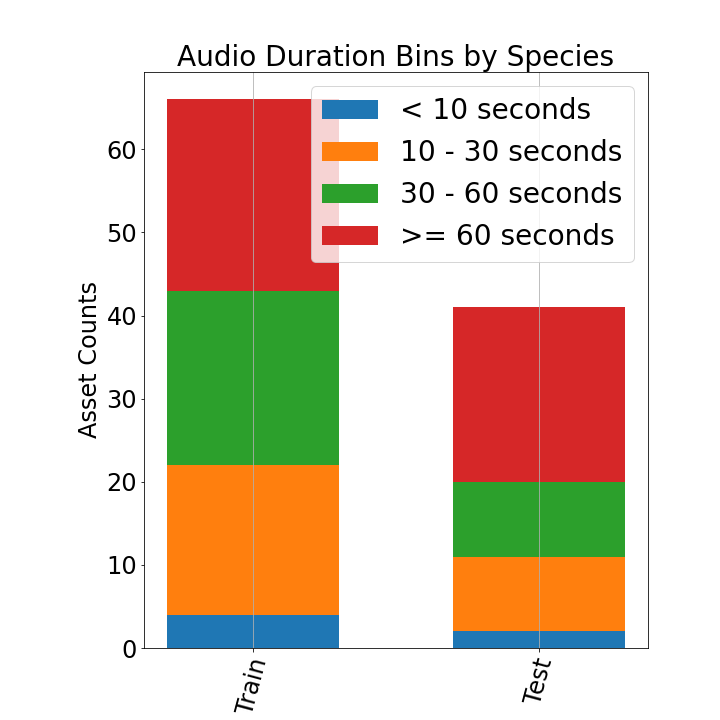 Audio Duration Bins by Species
< 10 seconds
10 - 30 seconds
30 - 60 seconds
>= 60 seconds
Asset Counts
60
50
40
30
20
10
0
Train
Test